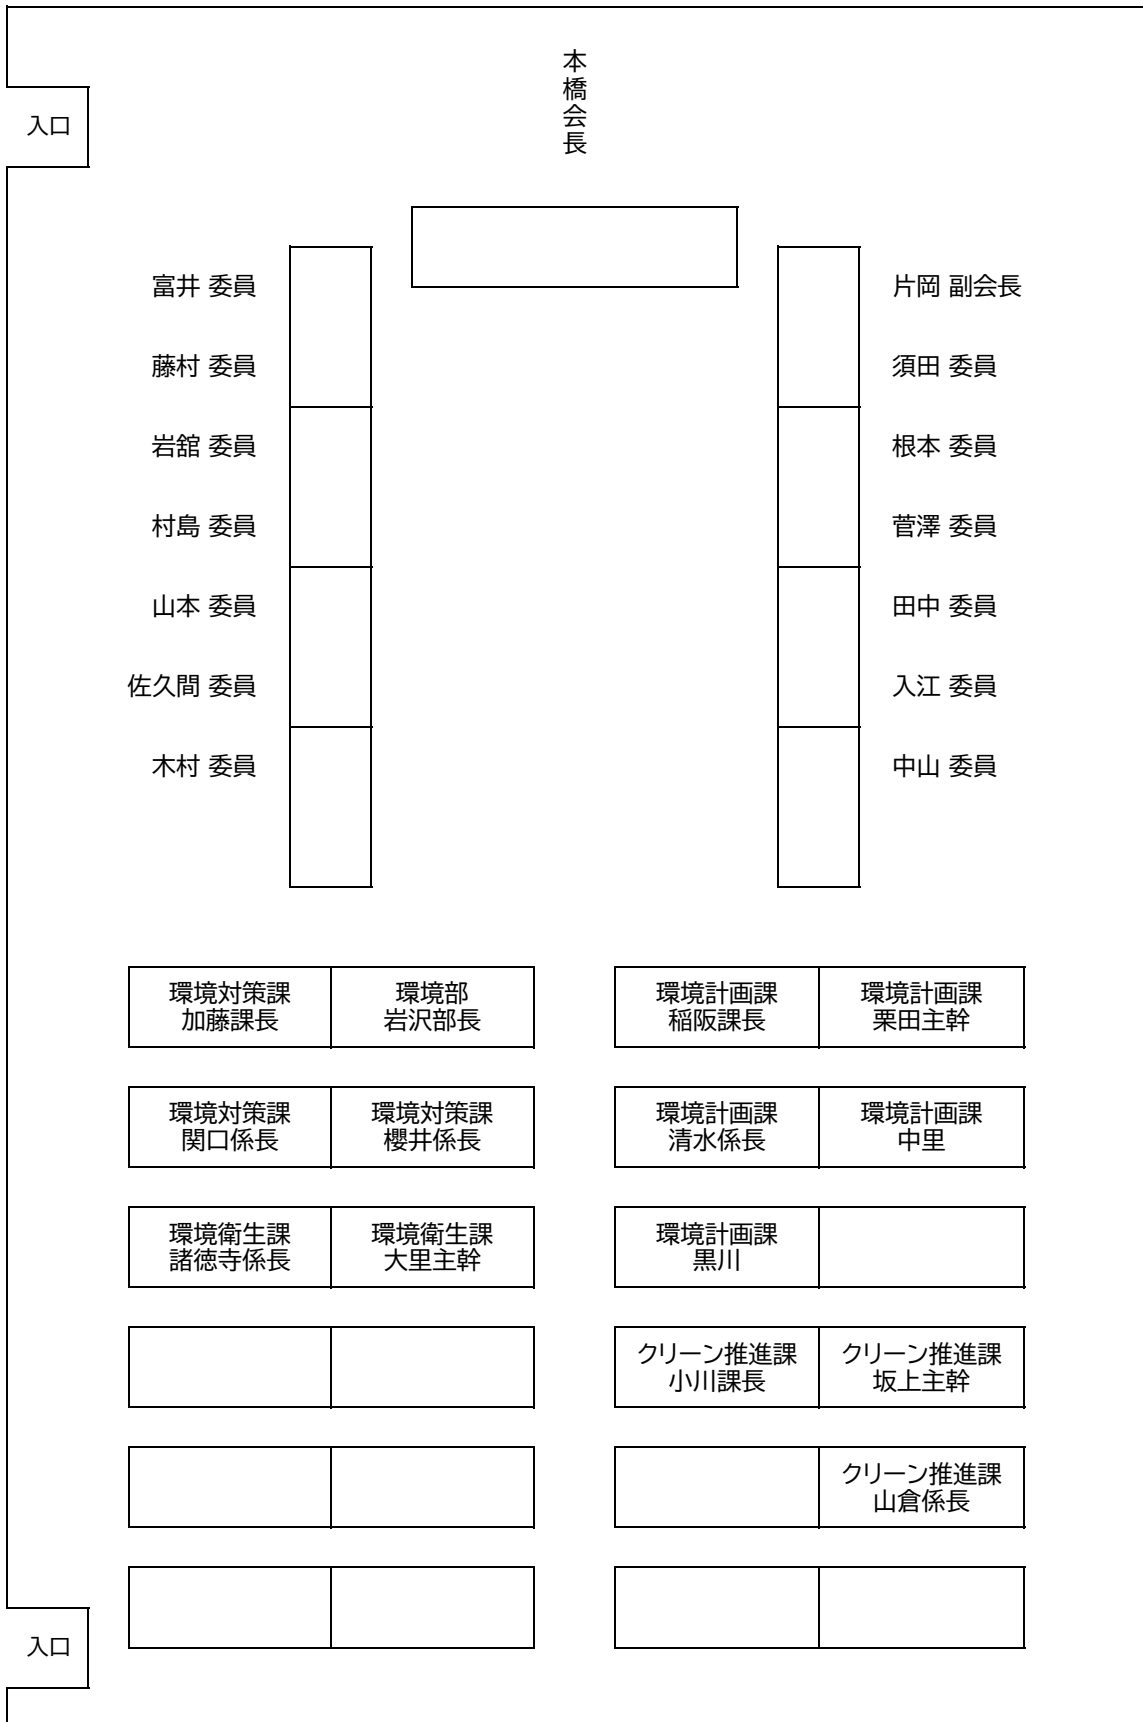 本橋会長
入口
富井 委員
片岡 副会長
藤村 委員
須田 委員
岩舘 委員
根本 委員
村島 委員
菅澤 委員
山本 委員
田中 委員
佐久間 委員
入江 委員
木村 委員
中山 委員
環境対策課
加藤課長
環境部
岩沢部長
環境計画課
稲阪課長
環境計画課
栗田主幹
環境対策課
関口係長
環境対策課
櫻井係長
環境計画課
清水係長
環境計画課
中里
環境衛生課
諸徳寺係長
環境衛生課
大里主幹
環境計画課
黒川
クリーン推進課
小川課長
クリーン推進課
坂上主幹
クリーン推進課
山倉係長
入口